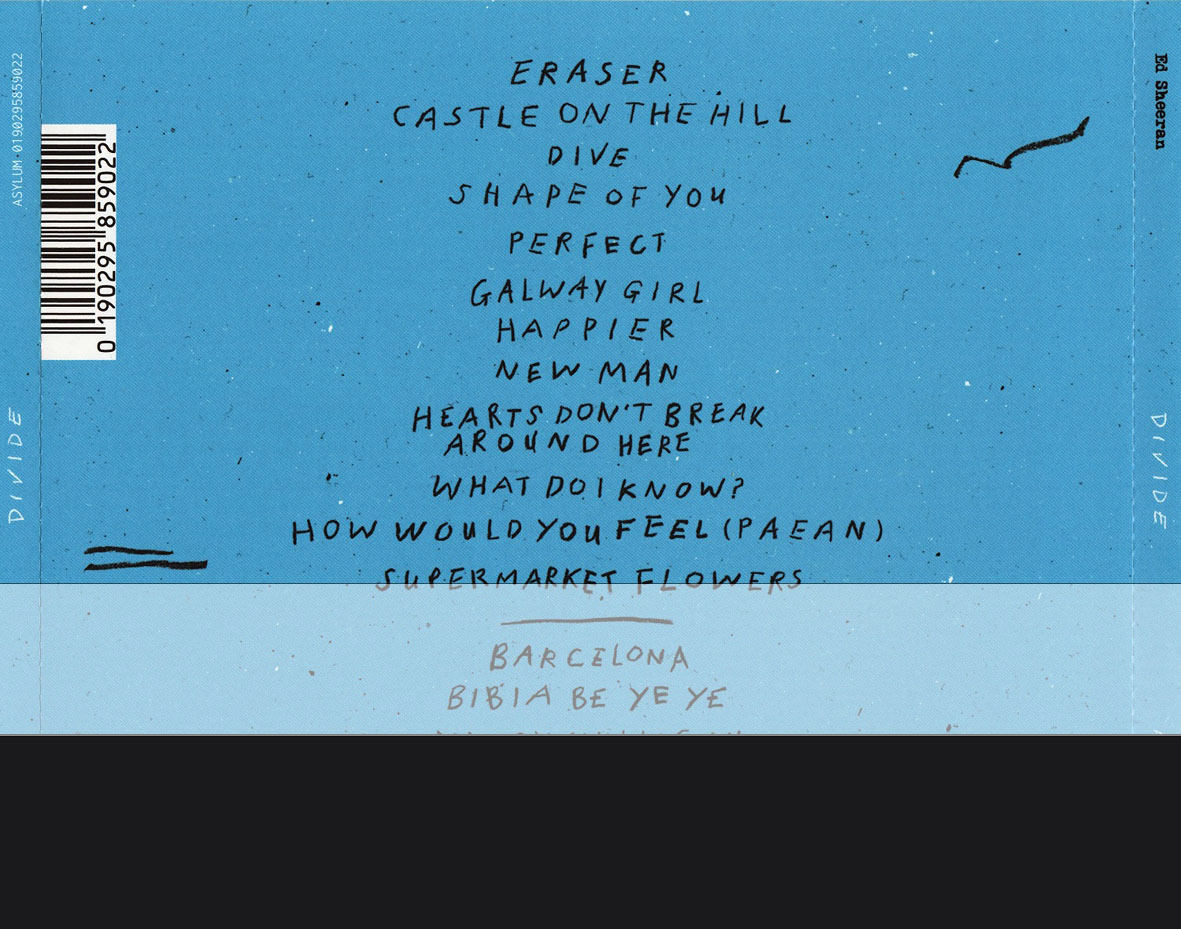 ERASER
CASTLE ON THE HILL
DIVE
SHAPE OF YOU
PERFECT
GALWAY GIRL
HAPPIER
NEW MAN
HEARTS DON'T BREAK
AROUND HERE
WHAT DO I KNOW?
HOW WOULD YOU FEEL (PAEAN)
SUPERMARKET FLOWERS
BARCELONA
BIBIA BE YE YE
ASYLUM·0190295859022
0 190295 859022
DIVIDE
Ed Sheeran
DIVIDE